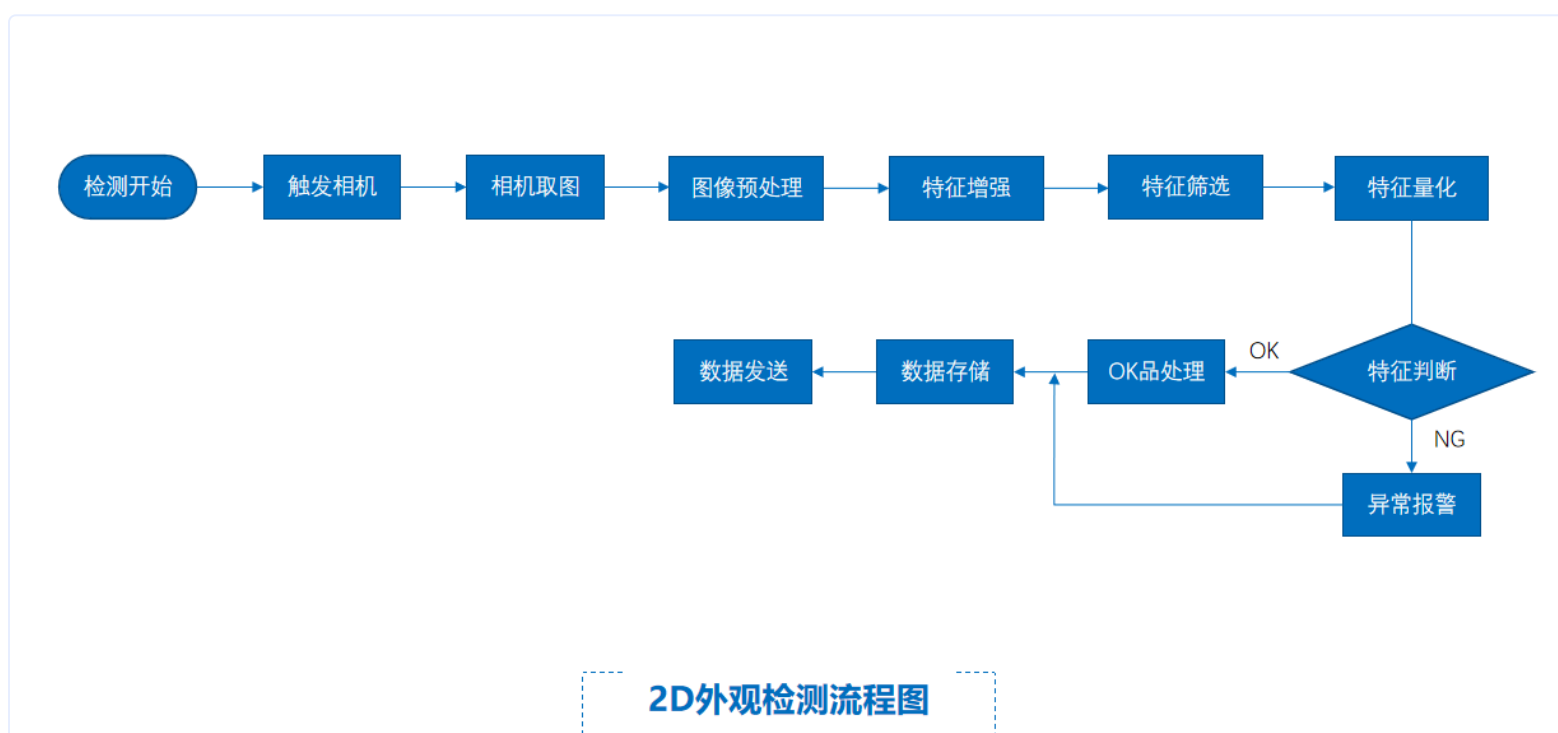 检测开始
触发相机
相机取图
图像预处理
特征增强
特征筛选
特征量化
特征判断
OK
OK品处理
数据存储
数据发送
NG
异常报警
2D外观检测流程图